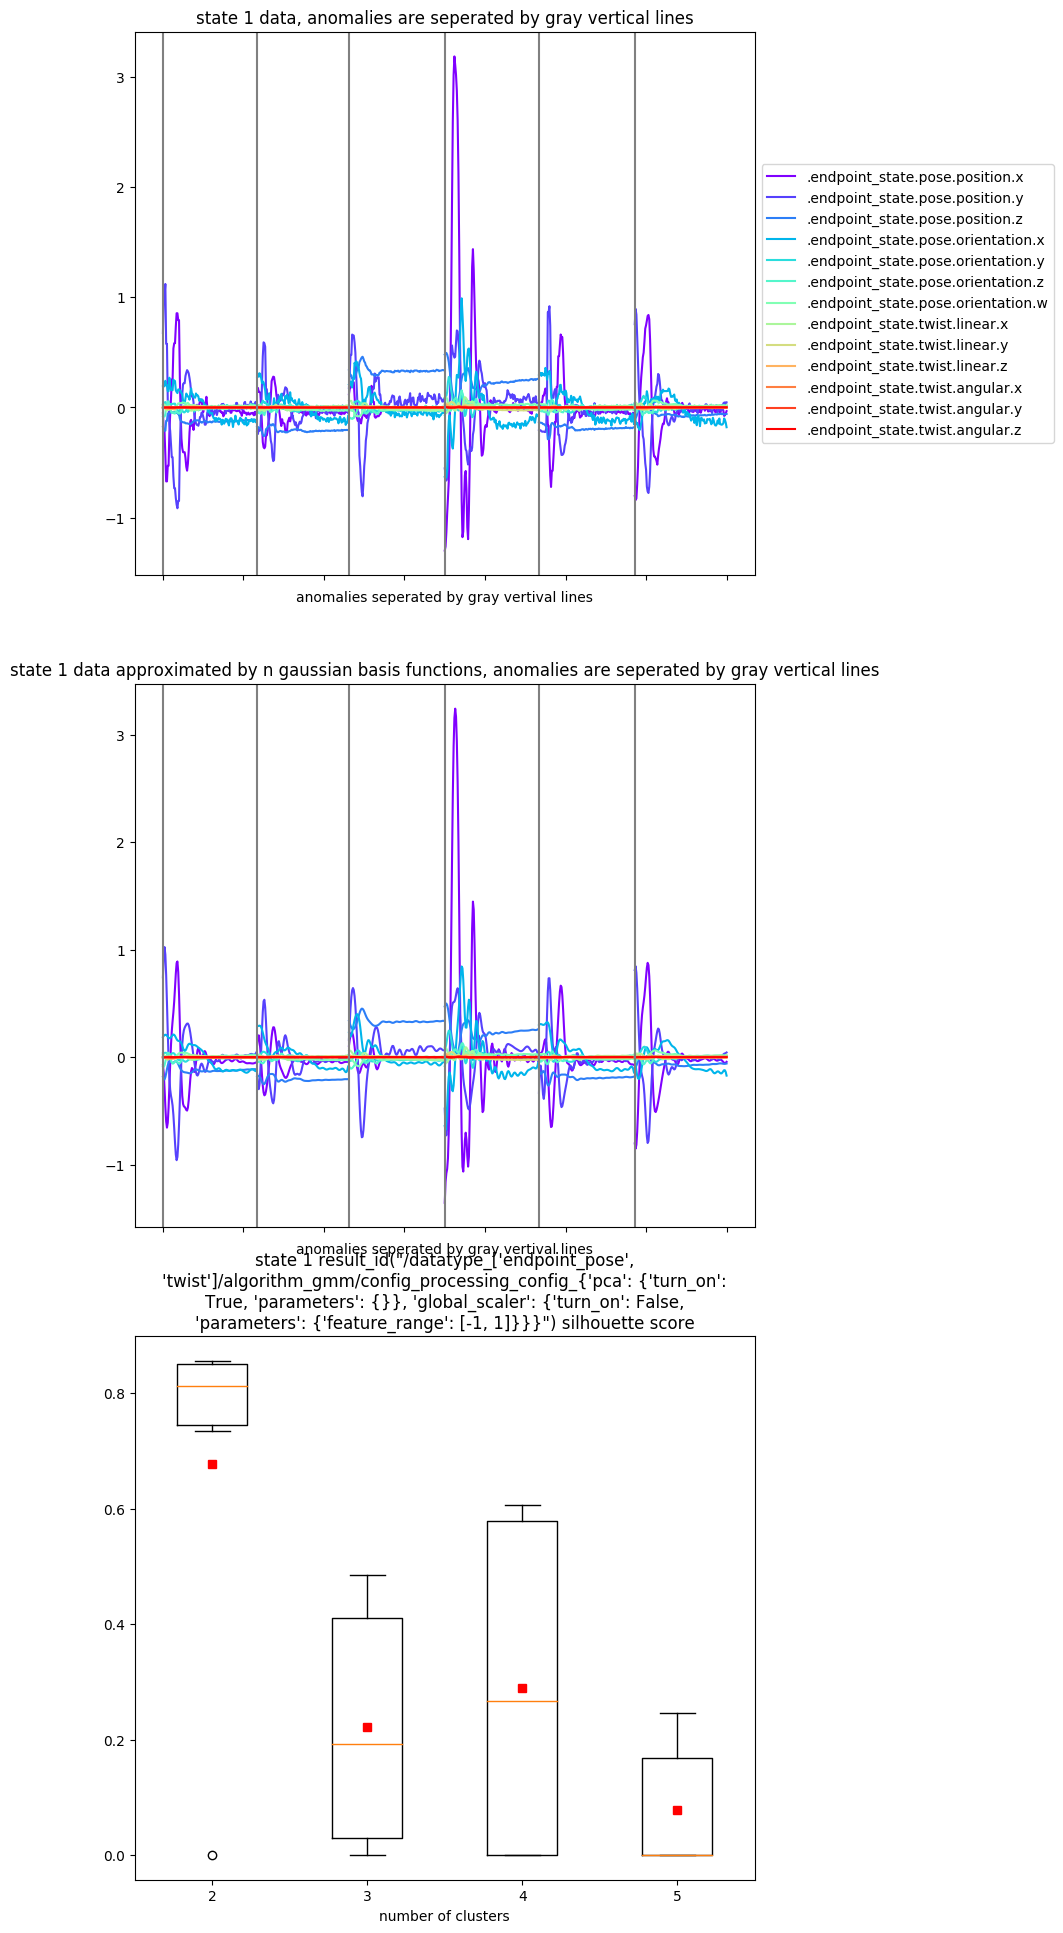 state 1 data, anomalies are seperated by gray vertical lines
3
2
1
0
−1
anomalies seperated by gray vertival lines
.endpoint_state.pose.position.x
.endpoint_state.pose.position.y
.endpoint_state.pose.position.z
.endpoint_state.pose.orientation.x
.endpoint_state.pose.orientation.y
.endpoint_state.pose.orientation.z
.endpoint_state.pose.orientation.w
.endpoint_state.twist.linear.x
.endpoint_state.twist.linear.y
.endpoint_state.twist.linear.z
.endpoint_state.twist.angular.x
.endpoint_state.twist.angular.y
.endpoint_state.twist.angular.z
state 1 data approximated by n gaussian basis functions, anomalies are seperated by gray vertical lines
3
2
1
0
−1
anomalies seperated by gray vertival lines
state 1 result_id("/datatype_['endpoint_pose',
'twist']/algorithm_gmm/config_processing_config_{'pca': {'turn_on':
True, 'parameters': {}}, 'global_scaler': {'turn_on': False,
'parameters': {'feature_range': [-1, 1]}}}") silhouette score
0.8
0.6
0.4
0.2
0.0
2 3 4 5
number of clusters